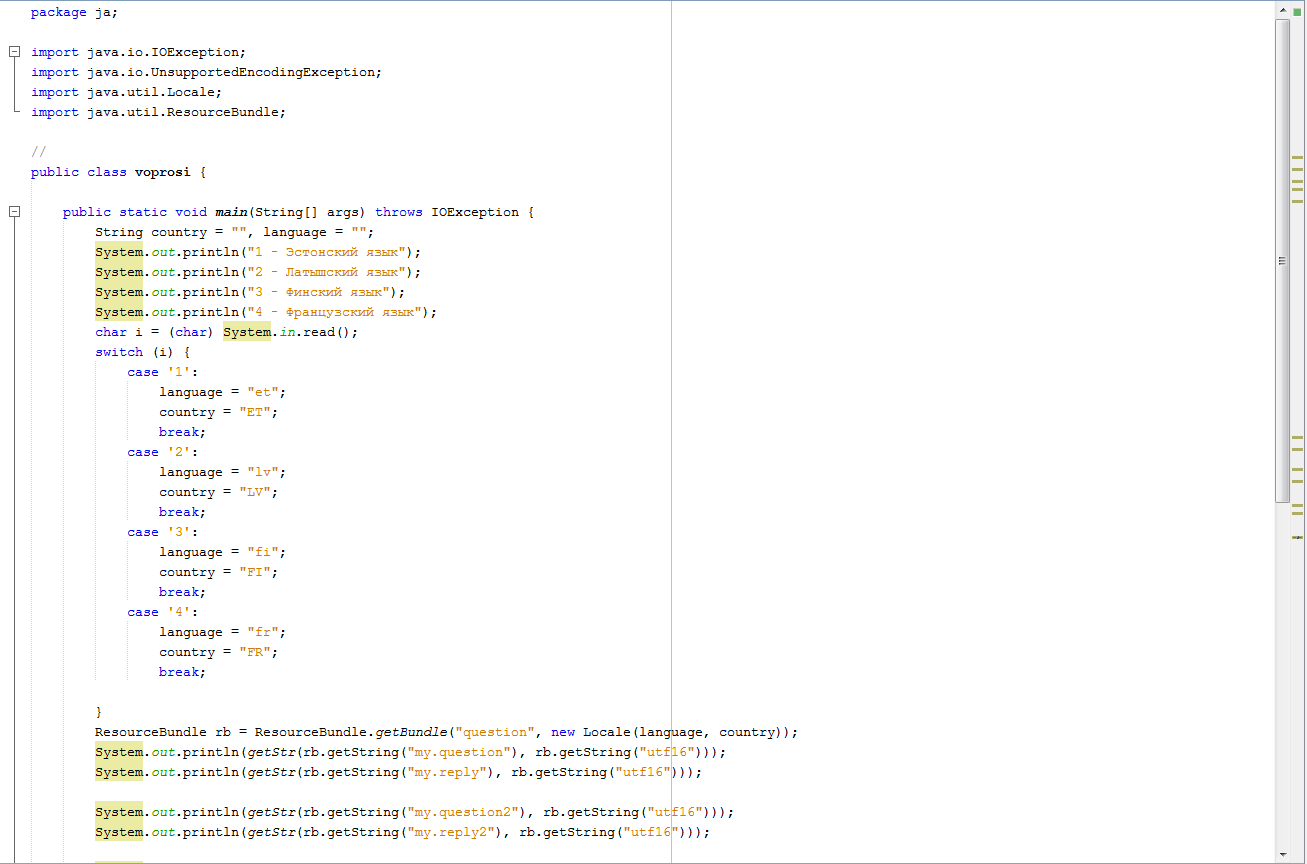 package ja;
import java.io.IOException;
import java.io.UnsupportedEncodingException;
import java.util.Locale;
import java.util.ResourceBundle;
//
public class voprosi {
public static void main(String[] args) throws IOException {
String country = "", language = "";
System.out.println("1 - Эстонский язык");
System.out.println("2 - Латышский язык");
System.out.println("3 - Финский язык");
System.out.println("4 - Французский язык");
char i = (char) System.in.read();
switch (i) {
case '1':
language = "et";
country = "ET";
break;
case '2':
language = "lv";
country = "LV";
break;
case '3':
language = "fi";
country = "FI";
break;
case '4':
language = "fr";
country = "FR";
break;
}
ResourceBundle rb = ResourceBundle.getBundle("question", new Locale(language, country));
System.out.println(getStr(rb.getString("my.question"), rb.getString("utf16")));
System.out.println(getStr(rb.getString("my.reply"), rb.getString("utf16")));
System.out.println(getStr(rb.getString("my.question2"), rb.getString("utf16")));
System.out.println(getStr(rb.getString("my.reply2"), rb.getString("utf16")));